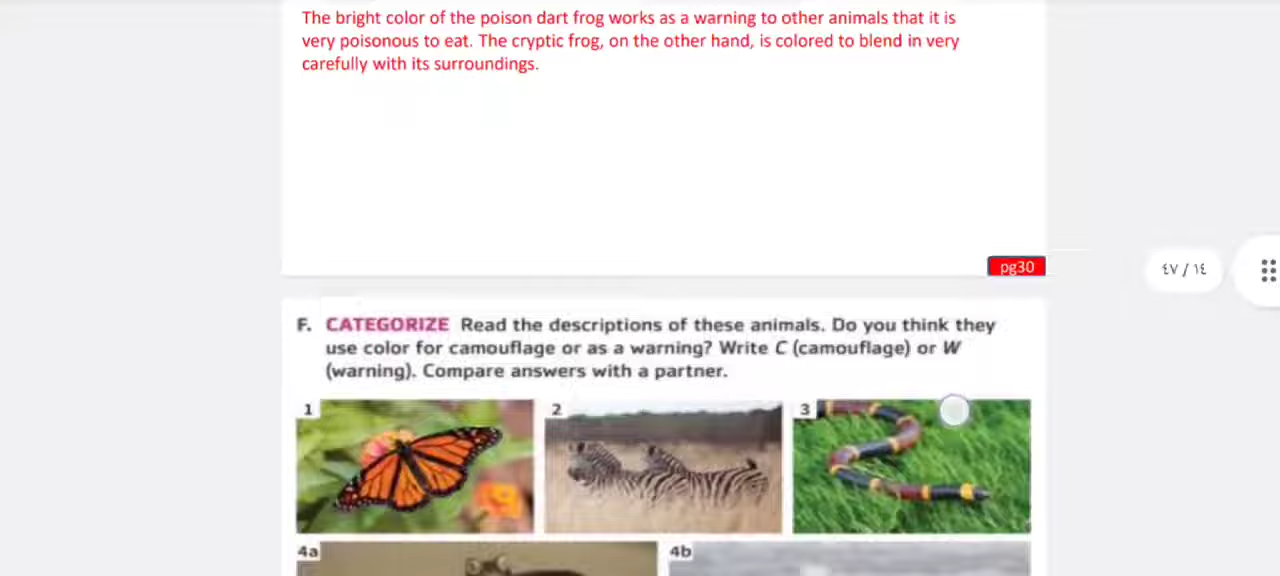 The bright color of the poison dart frog works as a warning to other animals that it is
very poisonous to eat. The cryptic frog, on the other hand, is colored to blend in very
carefully with its surroundings.
pg30
٤٧ / ١٤
F. CATEGORIZE Read the descriptions of these animals. Do you think they
use color for camouflage or as a warning? Write C (camouflage) or W
(warning). Compare answers with a partner.
1
2
3
4a
4b